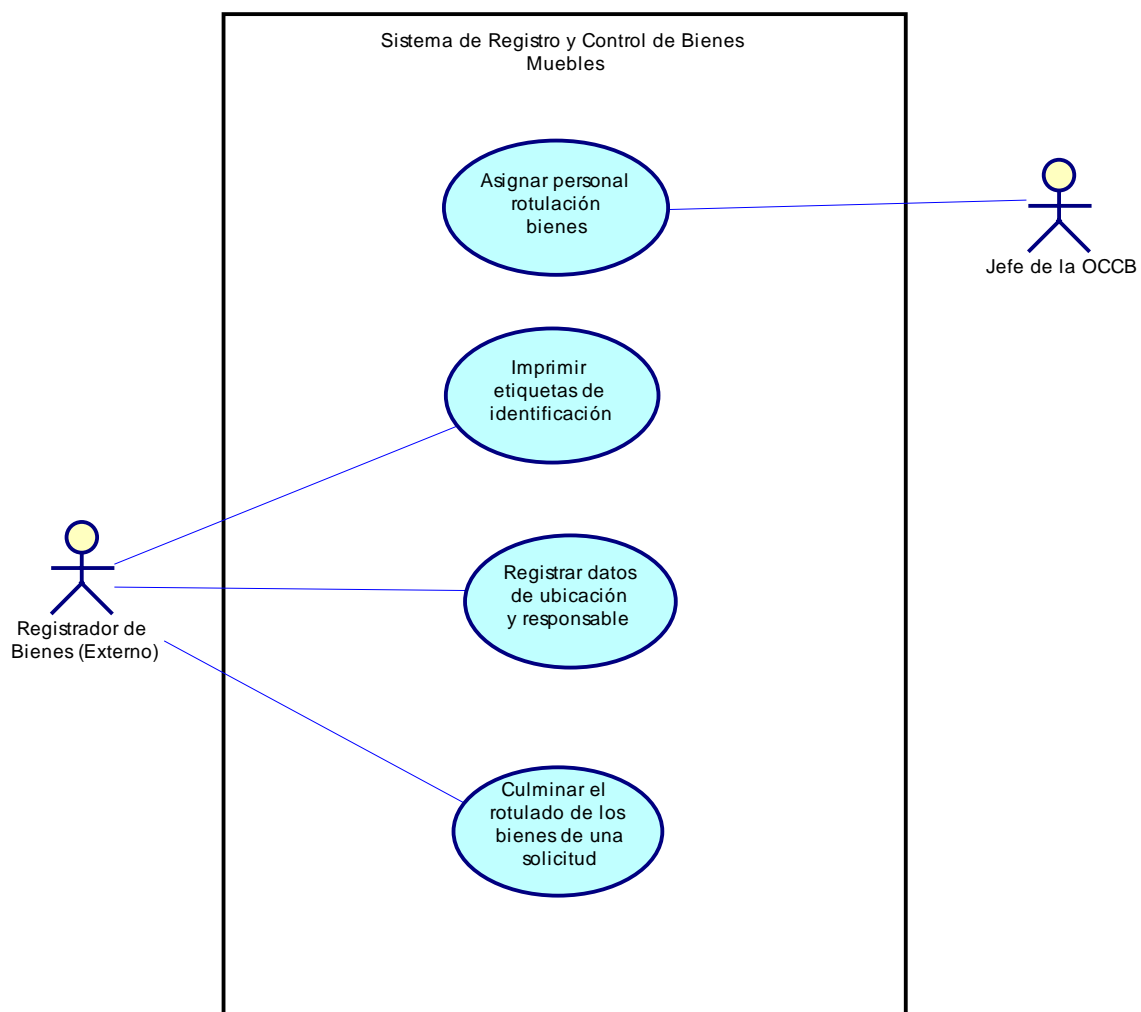 Sistema de Registro y Control de Bienes
Muebles
Asignar personal
rotulación
bienes
Jefe de la OCCB
Imprimir
etiquetas de
identificación
Registrar datos
de ubicación
y responsable
Registrador de
Bienes (Externo)
Culminar el
rotulado de los
bienes de una
solicitud